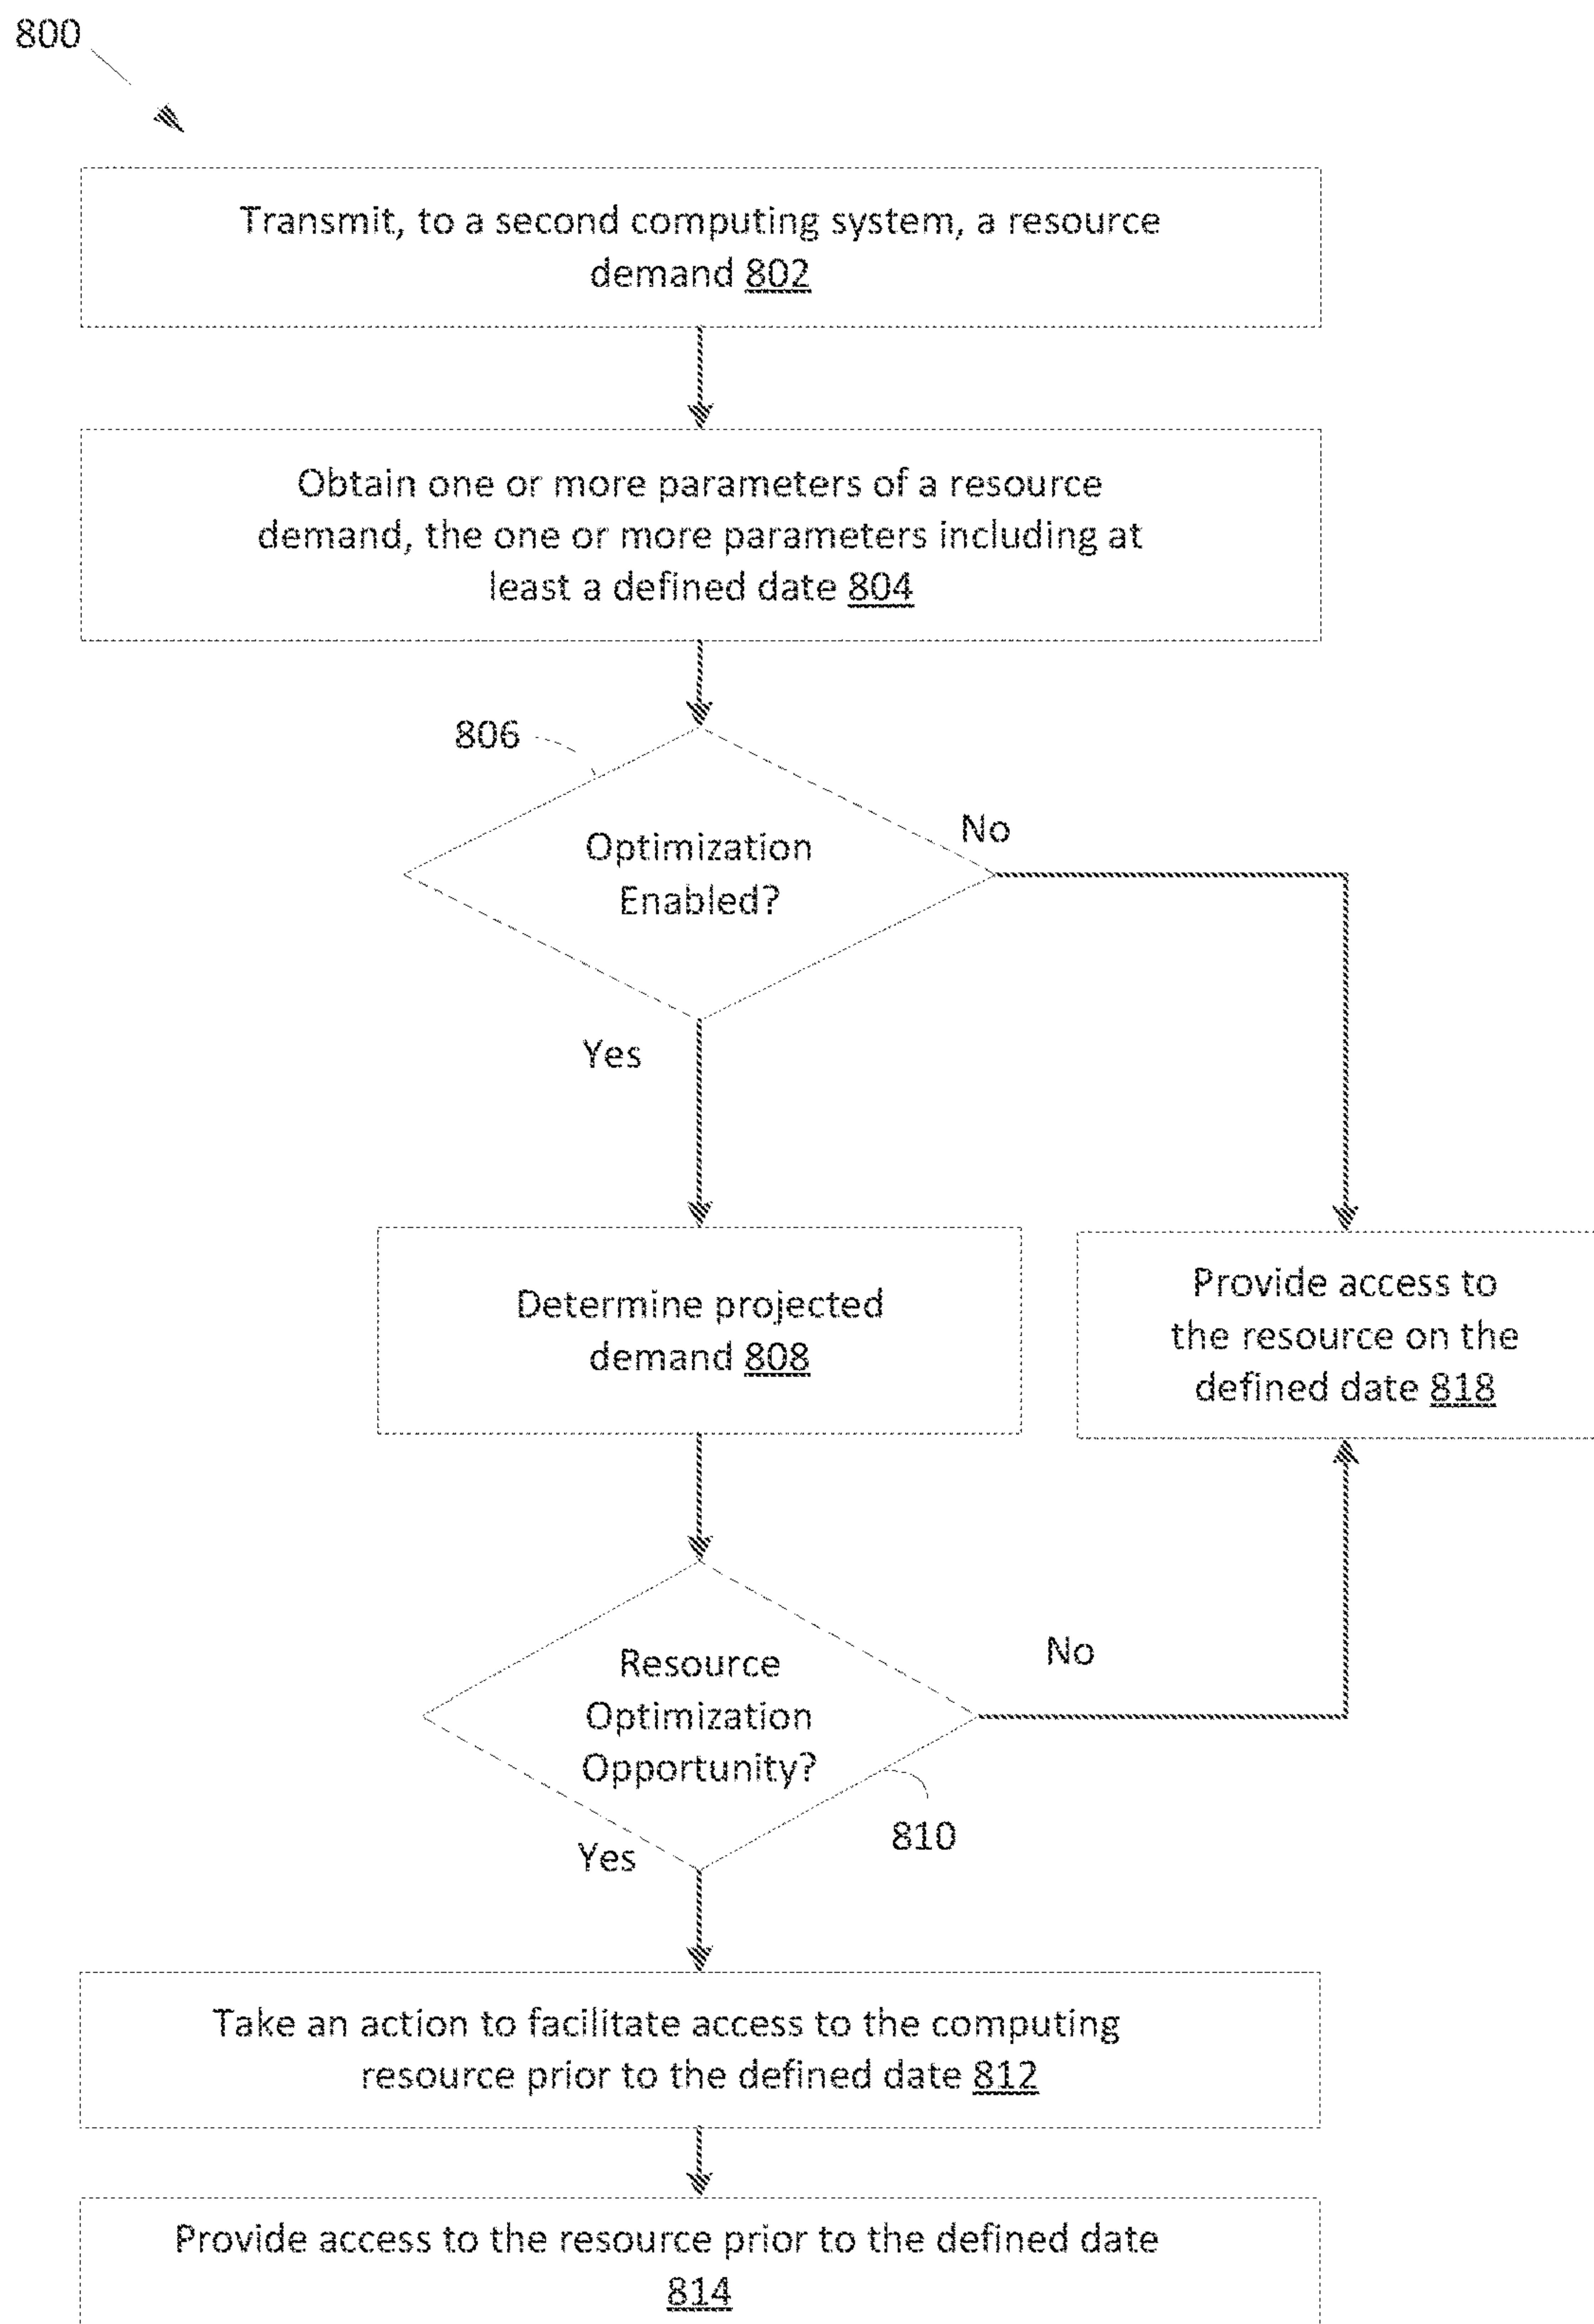 800
Transmit, to a second computing system, a resource
demand 802
Obtain one or more parameters of a resource
demand, the one or more parameters including at
least a defined date 804
806
Optimization
Enabled?
No
Yes
Determine projected
demand 808
Provide access to
the resource on the
defined date 818
Resource
Optimization
Opportunity?
No
810
Yes
Take an action to facilitate access to the computing
resource prior to the defined date 812
Provide access to the resource prior to the defined date
814